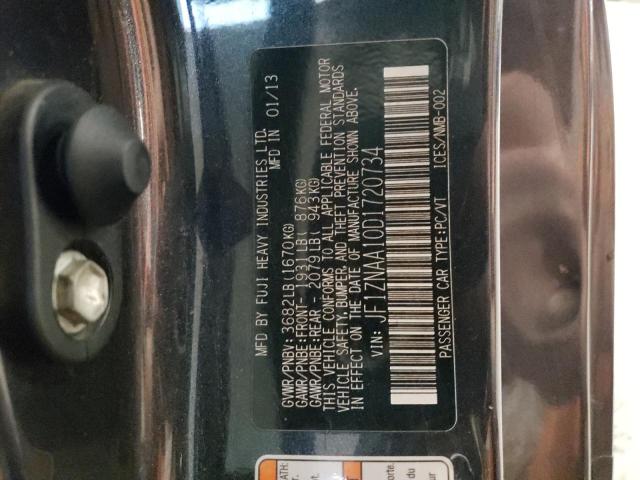 MFD BY FUJI HEAVY INDUSTRIES LTD.
MFD IN 01/13
GVWR/PNBV: 3682LB(1670KG)
GAWR/PNBE:FRONT- 1931LB( 876KG)
GAWR/PNBE:REAR - 2079LB( 943KG)
THIS VEHICLE CONFORMS TO ALL APPLICABLE FEDERAL MOTOR
VEHICLE SAFETY, BUMPER, AND THEFT PREVENTION STANDARDS
IN EFFECT ON THE DATE OF MANUFACTURE SHOWN ABOVE.
VIN: JF1ZNAA10D1720734
PASSENGER CAR TYPE:PC/VT ICES/NMB-002